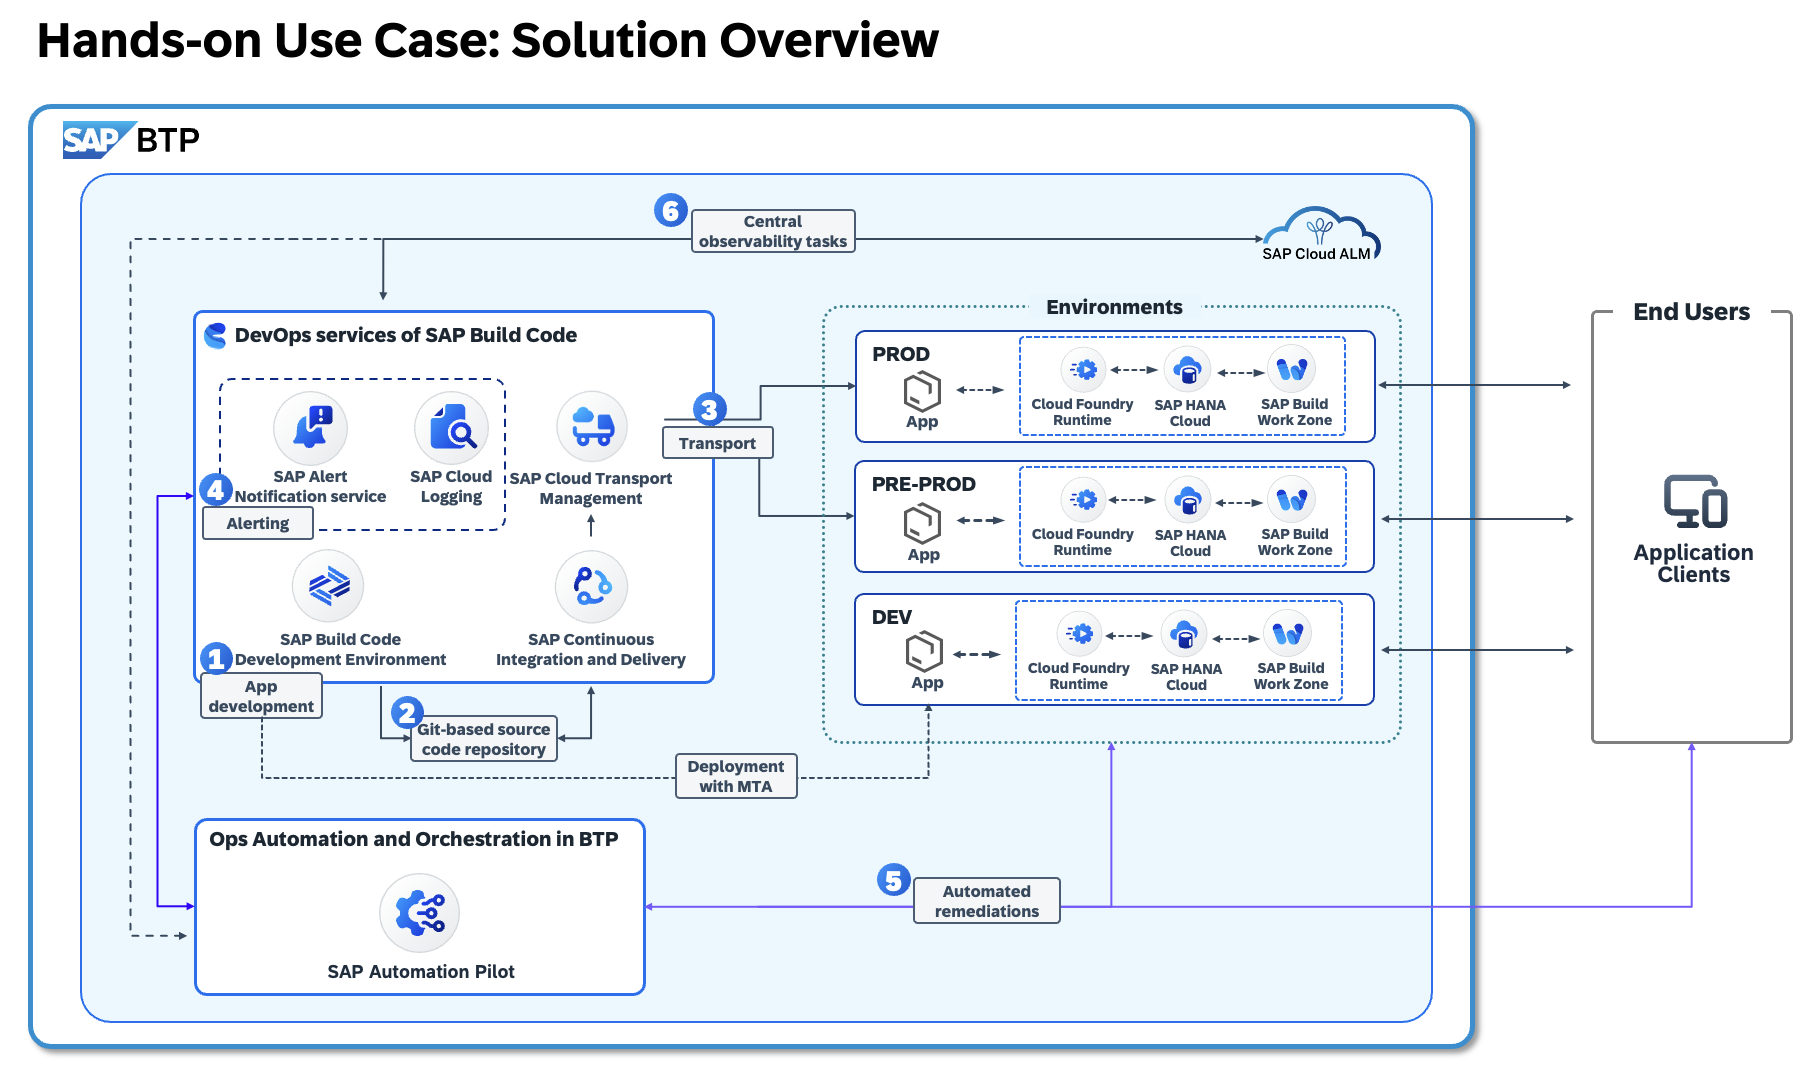 Hands-on Use Case: Solution Overview
SAP BTP
6
Central
observability tasks
SAP Cloud ALM
DevOps services of SAP Build Code
SAP Alert
Notification service
SAP Cloud
Logging
SAP Cloud Transport
Management
4
Alerting
SAP Build Code
Development Environment
SAP Continuous
Integration and Delivery
1
App
development
2
Git-based source
code repository
3
Transport
Deployment
with MTA
Environments
PROD
App
Cloud Foundry
Runtime
SAP HANA
Cloud
SAP Build
Work Zone
PRE-PROD
App
Cloud Foundry
Runtime
SAP HANA
Cloud
SAP Build
Work Zone
DEV
App
Cloud Foundry
Runtime
SAP HANA
Cloud
SAP Build
Work Zone
End Users
Application
Clients
Ops Automation and Orchestration in BTP
SAP Automation Pilot
5
Automated
remediations